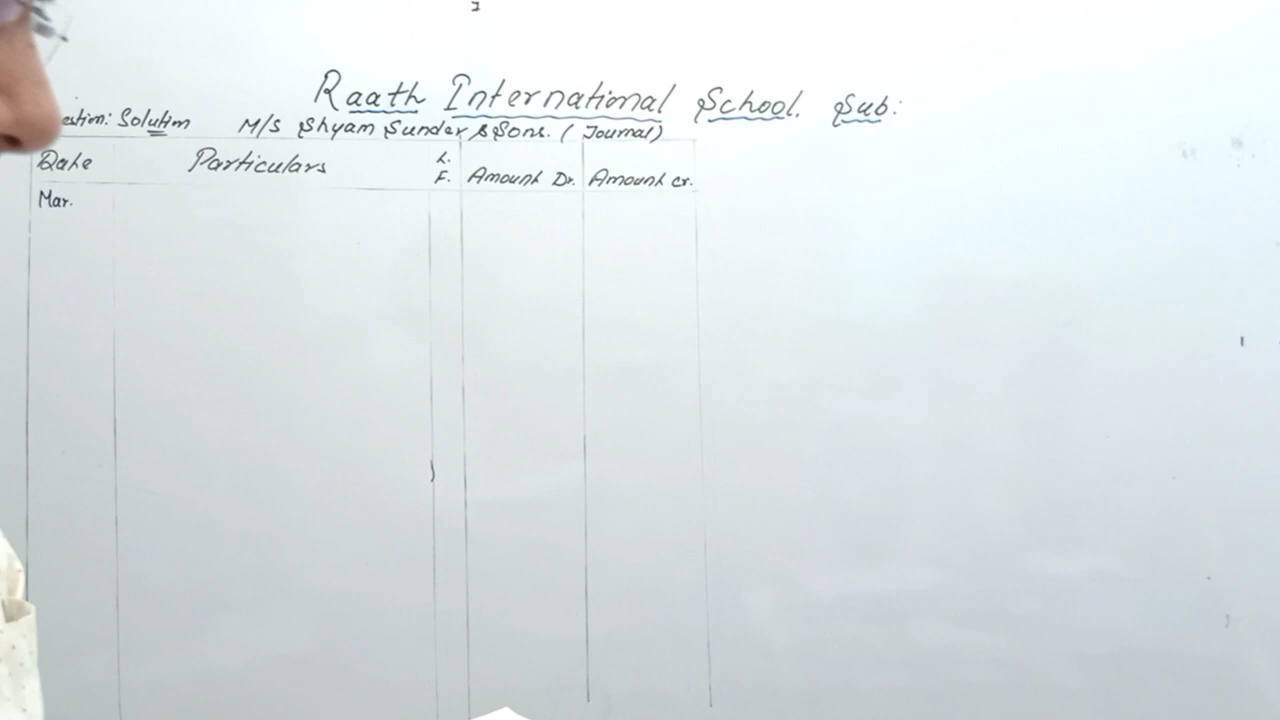 Raath International School. Sub:
estion: Solution M/S Shyam Sunder & Sons. (Journal)
Date Particulars L. F. Amount Dr. Amount Cr.
Mar.